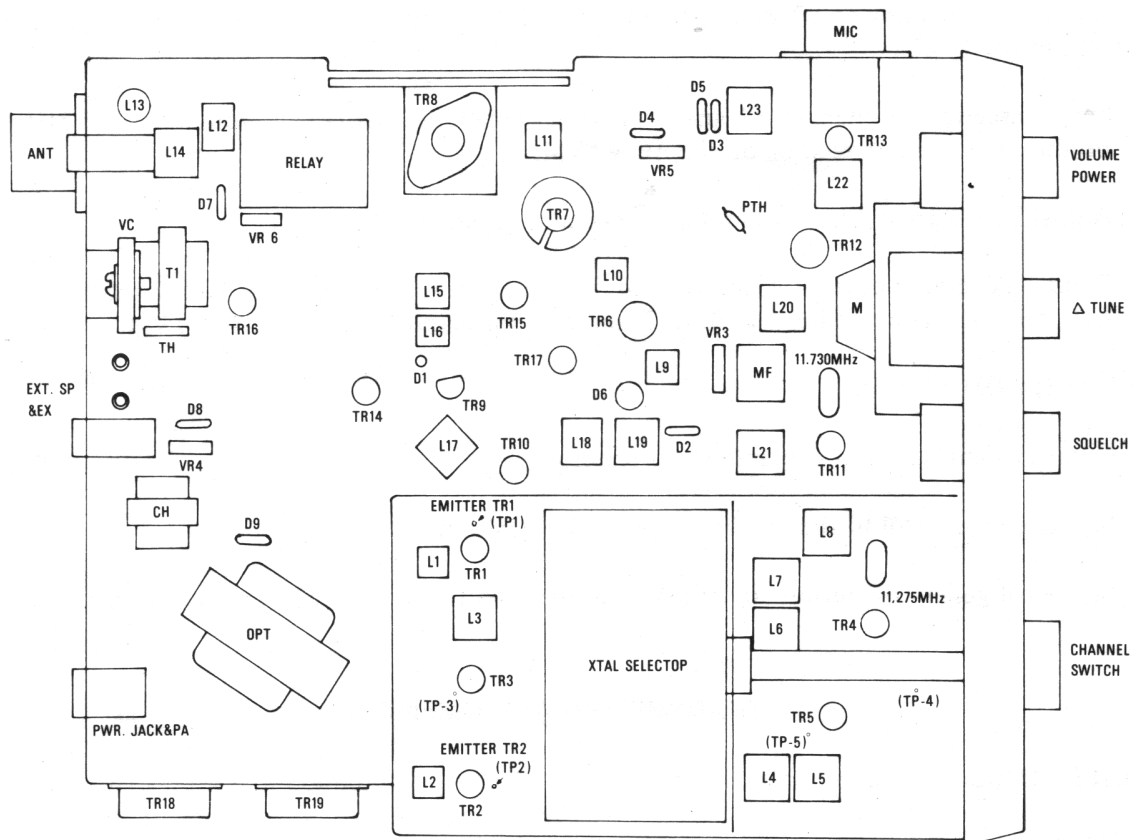 MIC
D5
L13
TR8
L23
L12
D4
D3
TR13
ANT
L14
RELAY
L11
VR5
VOLUME
POWER
L22
D7
PTH
TR7
VC
VR 6
TR12
T1
L10
L15
L20
M
△ TUNE
TR16
TR15
TR6
L16
VR3
TH
11.730MHz
TR17
L9
MF
D1
EXT. SP
&EX
D6
TR9
TR14
D8
L17
TR10
L18
L19
D2
L21
SQUELCH
VR4
TR11
CH
EMITTER TR1
(TP1)
D9
L8
L1
TR1
L7
11.275MHz
L3
L6
TR4
OPT
XTAL SELECTOP
CHANNEL
SWITCH
TR3
(TP-3)
(TP-4)
PWR. JACK&PA
TR5
EMITTER TR2
(TP2)
(TP-5)
L2
L4
L5
TR18
TR19
TR2